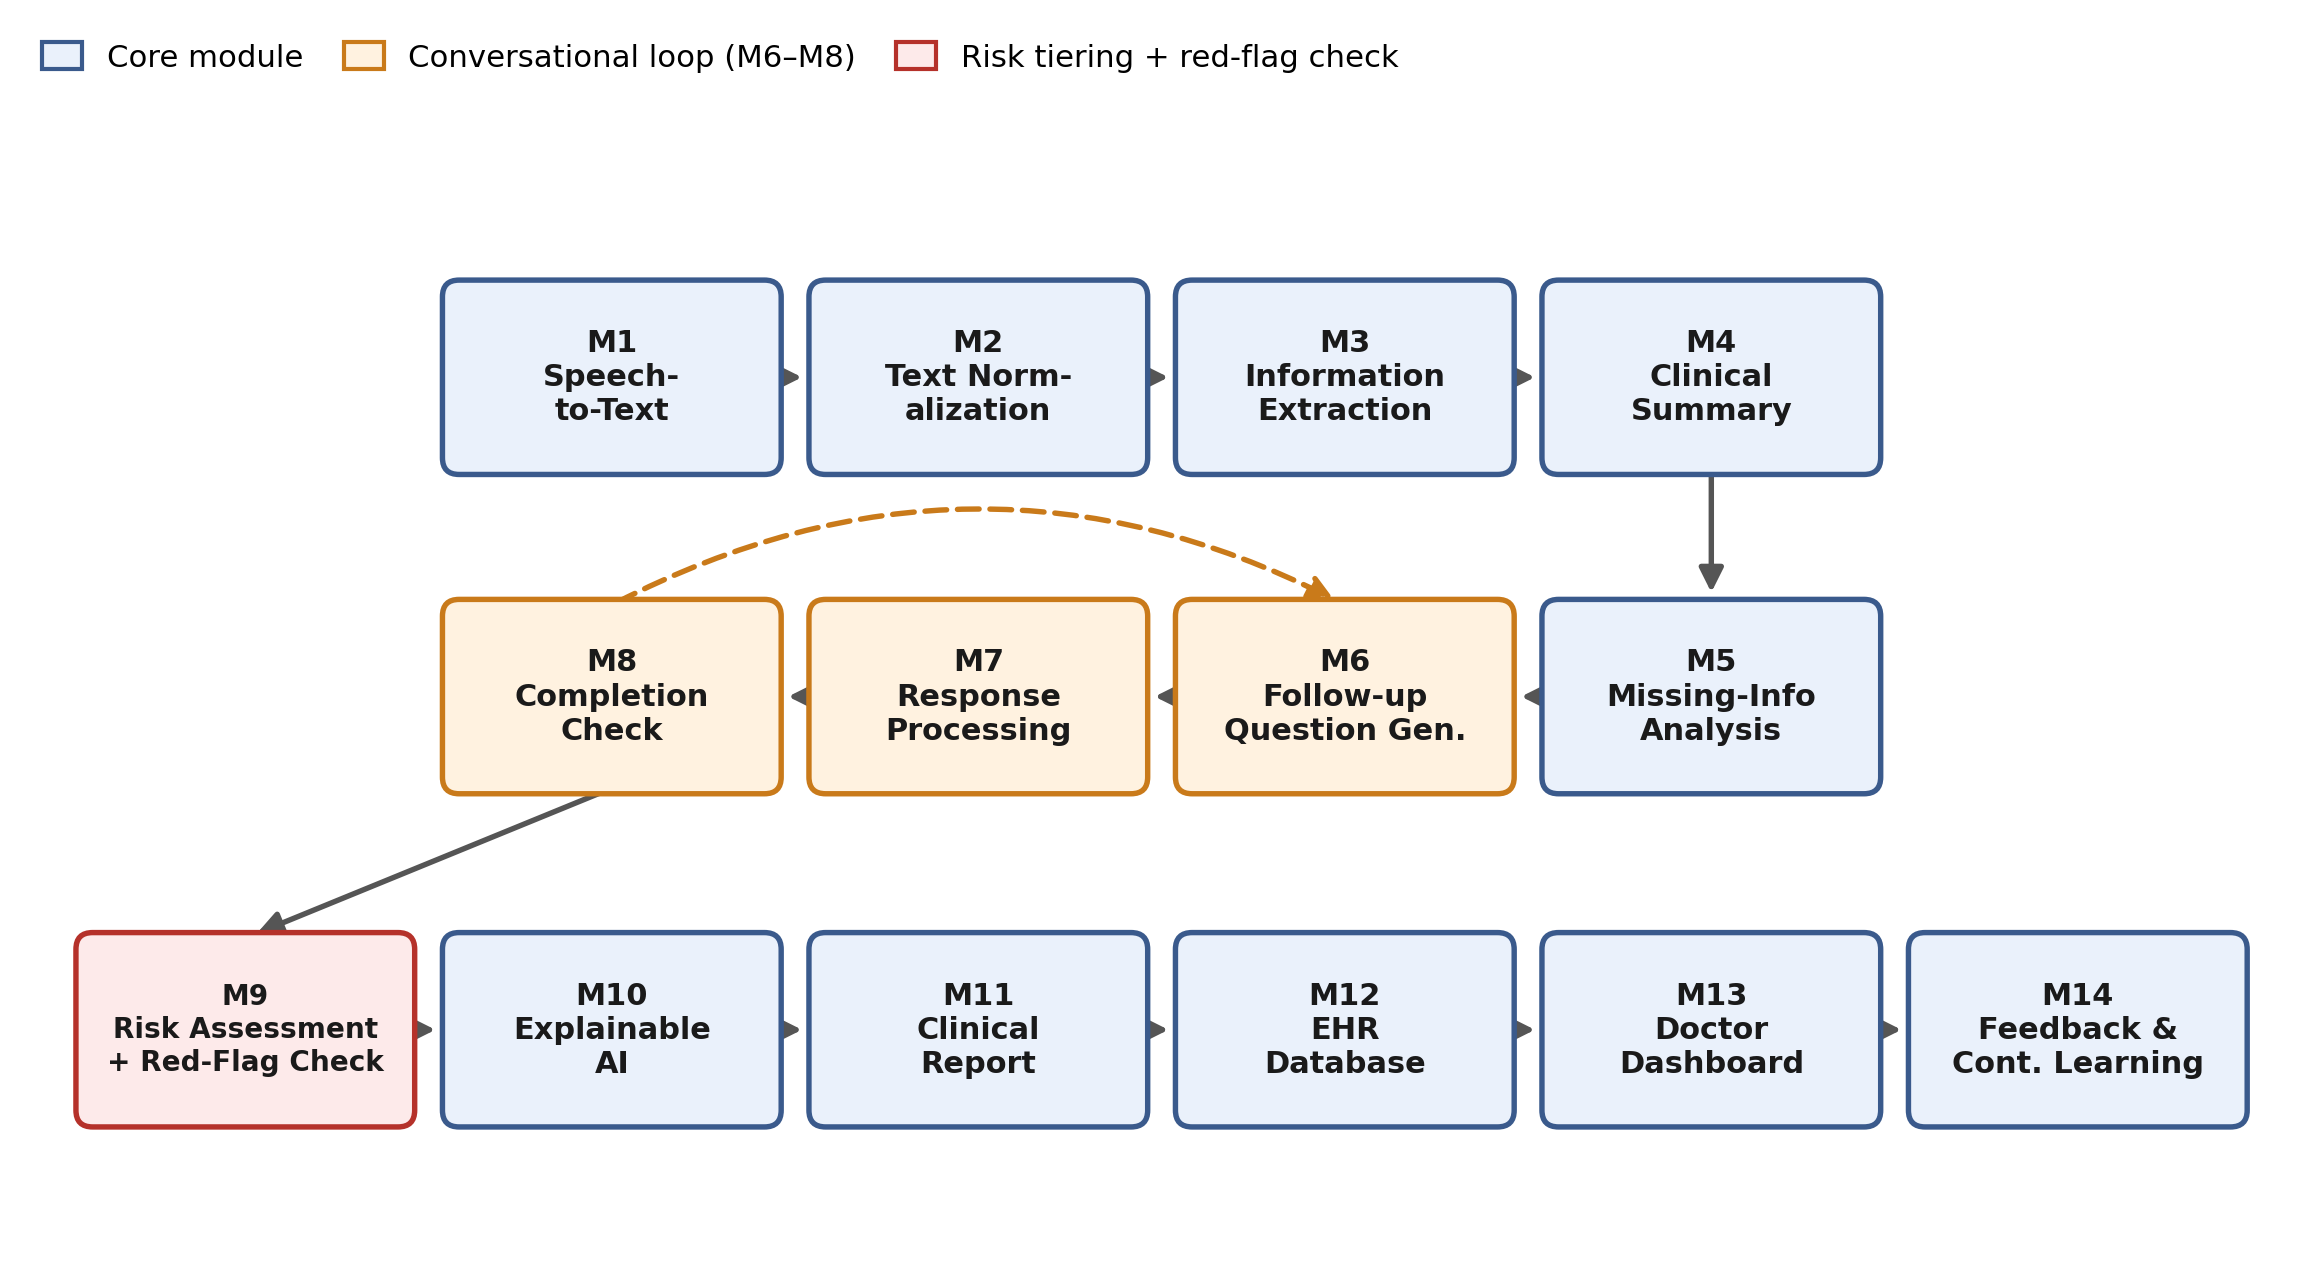 Core module
Conversational loop (M6–M8)
Risk tiering + red-flag check
M1
Speech-
to-Text
M2
Text Norm-
alization
M3
Information
Extraction
M4
Clinical
Summary
M8
Completion
Check
M7
Response
Processing
M6
Follow-up
Question Gen.
M5
Missing-Info
Analysis
M9
Risk Assessment
+ Red-Flag Check
M10
Explainable
AI
M11
Clinical
Report
M12
EHR
Database
M13
Doctor
Dashboard
M14
Feedback &
Cont. Learning